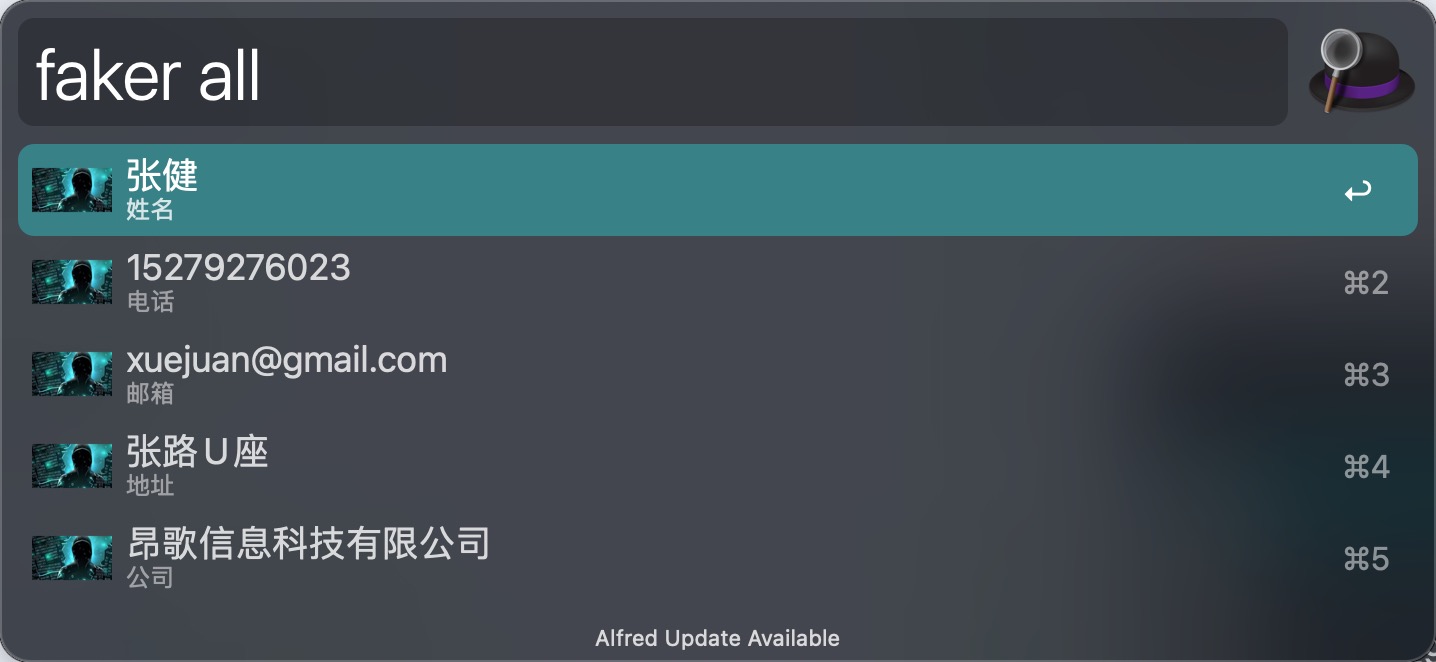 faker all
张健
姓名
15279276023
电话
⌘2
xuejuan@gmail.com
邮箱
⌘3
张路U座
地址
⌘4
昂歌信息科技有限公司
公司
⌘5
Alfred Update Available